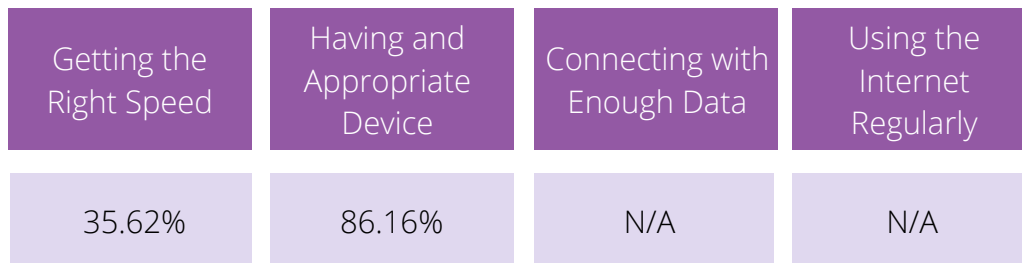 Getting the
Right Speed
Having and
Appropriate
Device
Connecting with
Enough Data
Using the
Internet
Regularly
35.62%
86.16%
N/A
N/A